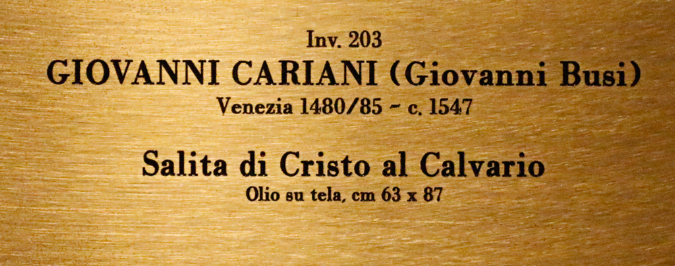 Inv. 203
GIOVANNI CARIANI (Giovanni Busi)
Venezia 1480/85 ~ c. 1547
Salita di Cristo al Calvario
Olio su tela, cm 63 x 87